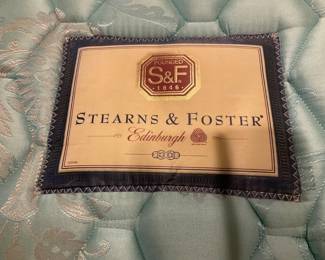 FOUNDED
S&F
• 1846 •
STEARNS & FOSTER®
Edinburgh